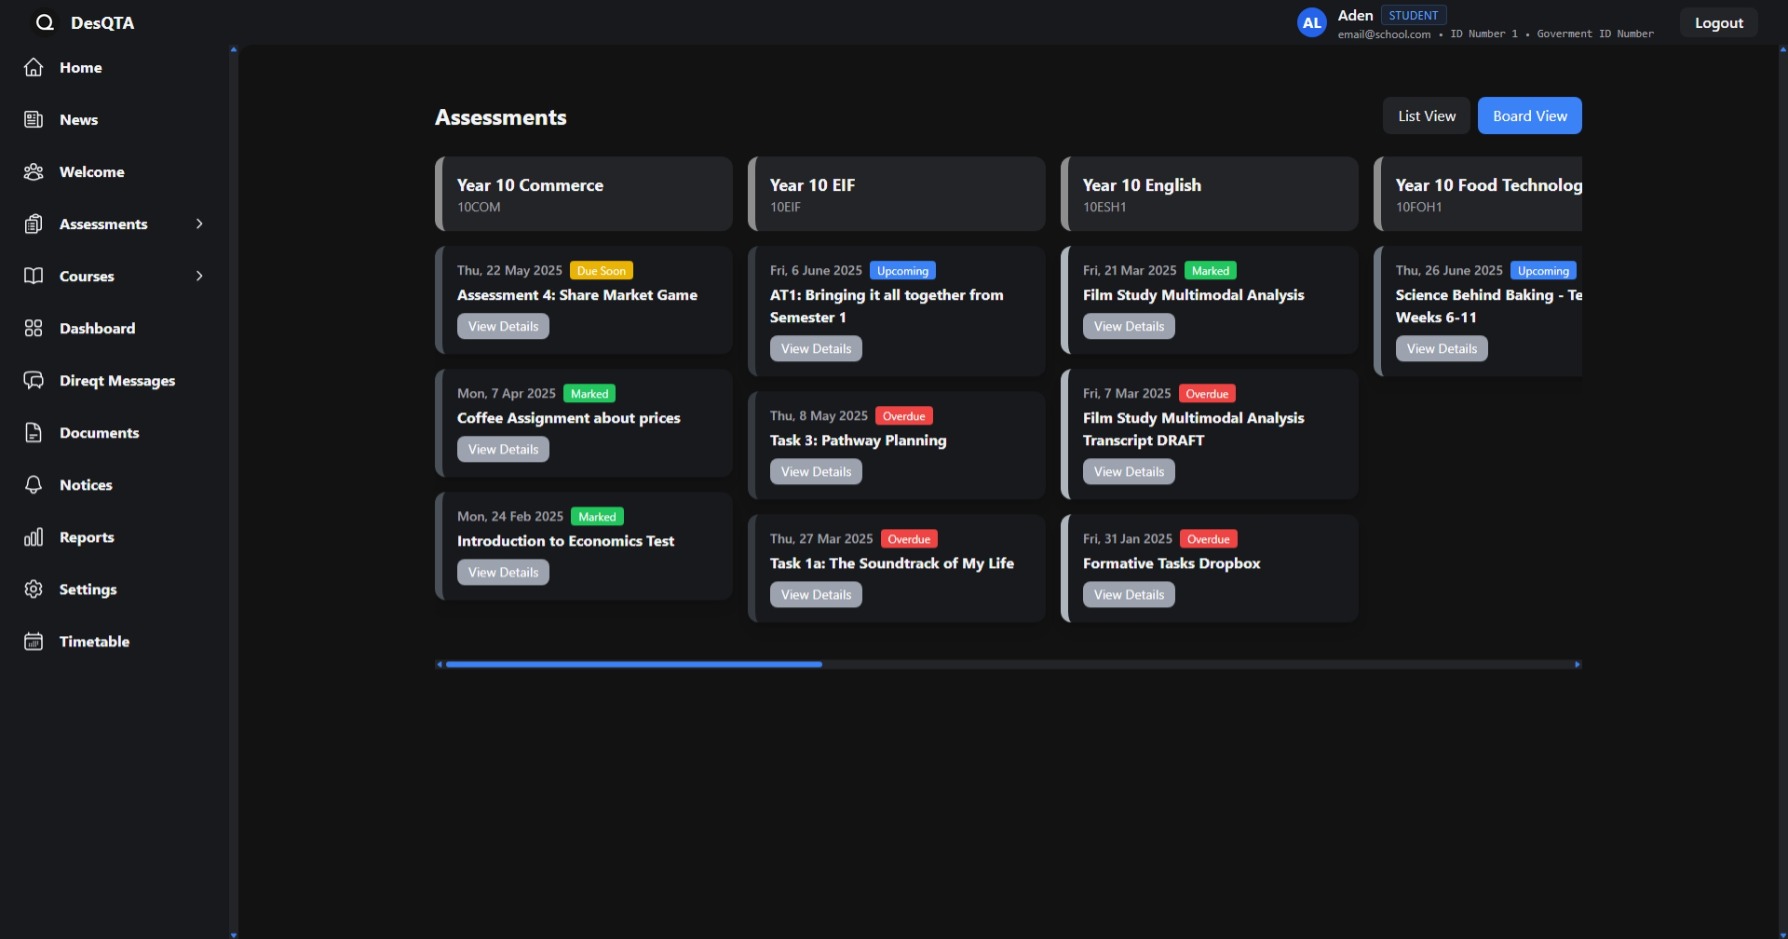 DesQTA
Aden STUDENT
email@school.com • ID Number 1 • Goverment ID Number
AL
Logout
Home
News
Welcome
Assessments
Courses
Dashboard
Direqt Messages
Documents
Notices
Reports
Settings
Timetable
Assessments
List View
Board View
Year 10 Commerce
10COM
Thu, 22 May 2025 Due Soon
Assessment 4: Share Market Game
View Details
Mon, 7 Apr 2025 Marked
Coffee Assignment about prices
View Details
Mon, 24 Feb 2025 Marked
Introduction to Economics Test
View Details
Year 10 EIF
10EIF
Fri, 6 June 2025 Upcoming
AT1: Bringing it all together from
Semester 1
View Details
Thu, 8 May 2025 Overdue
Task 3: Pathway Planning
View Details
Thu, 27 Mar 2025 Overdue
Task 1a: The Soundtrack of My Life
View Details
Year 10 English
10ESH1
Fri, 21 Mar 2025 Marked
Film Study Multimodal Analysis
View Details
Fri, 7 Mar 2025 Overdue
Film Study Multimodal Analysis
Transcript DRAFT
View Details
Fri, 31 Jan 2025 Overdue
Formative Tasks Dropbox
View Details
Year 10 Food Technolog
10FOH1
Thu, 26 June 2025 Upcoming
Science Behind Baking - Te
Weeks 6-11
View Details